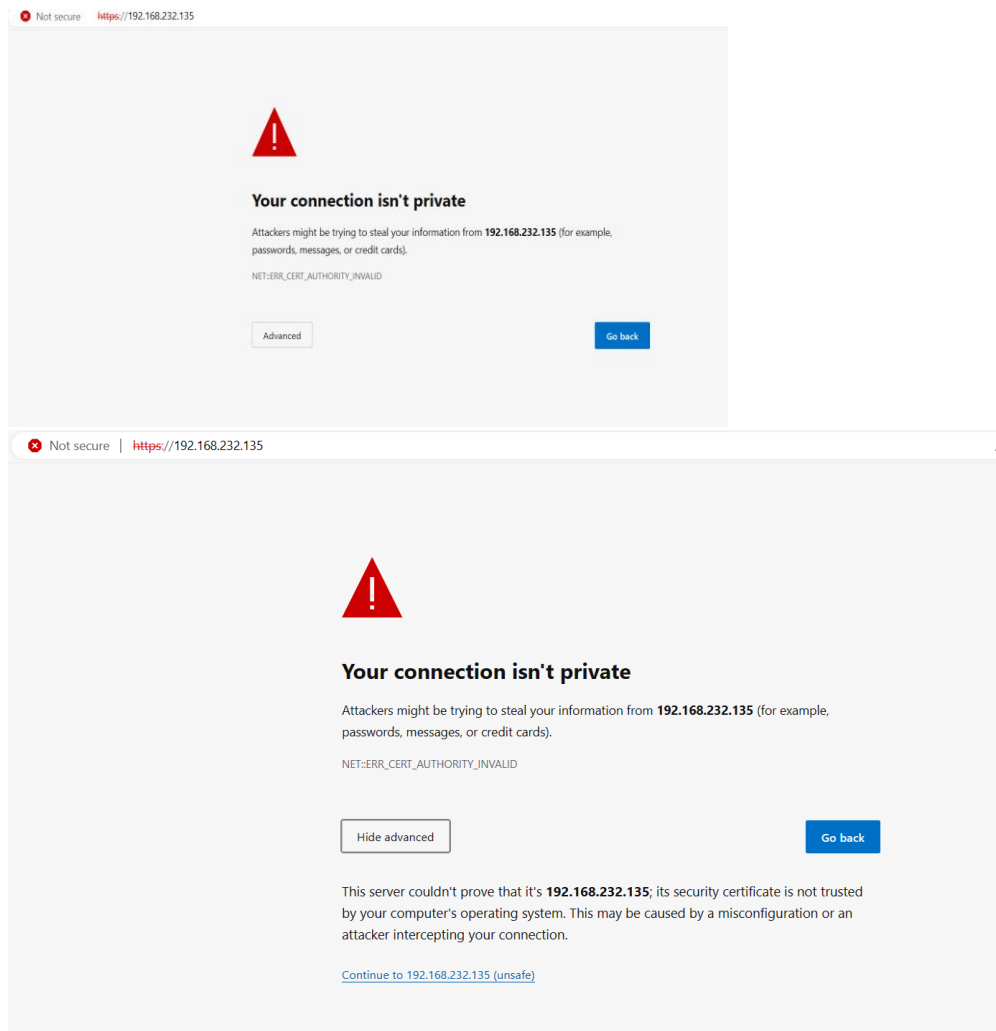 Not secure https://192.168.232.135
!
Your connection isn't private
Attackers might be trying to steal your information from 192.168.232.135 (for example,
passwords, messages, or credit cards).
NET::ERR_CERT_AUTHORITY_INVALID
Advanced Go back
Not secure | https://192.168.232.135
!
Your connection isn't private
Attackers might be trying to steal your information from 192.168.232.135 (for example,
passwords, messages, or credit cards).
NET::ERR_CERT_AUTHORITY_INVALID
Hide advanced Go back
This server couldn't prove that it's 192.168.232.135; its security certificate is not trusted
by your computer's operating system. This may be caused by a misconfiguration or an
attacker intercepting your connection.
Continue to 192.168.232.135 (unsafe)